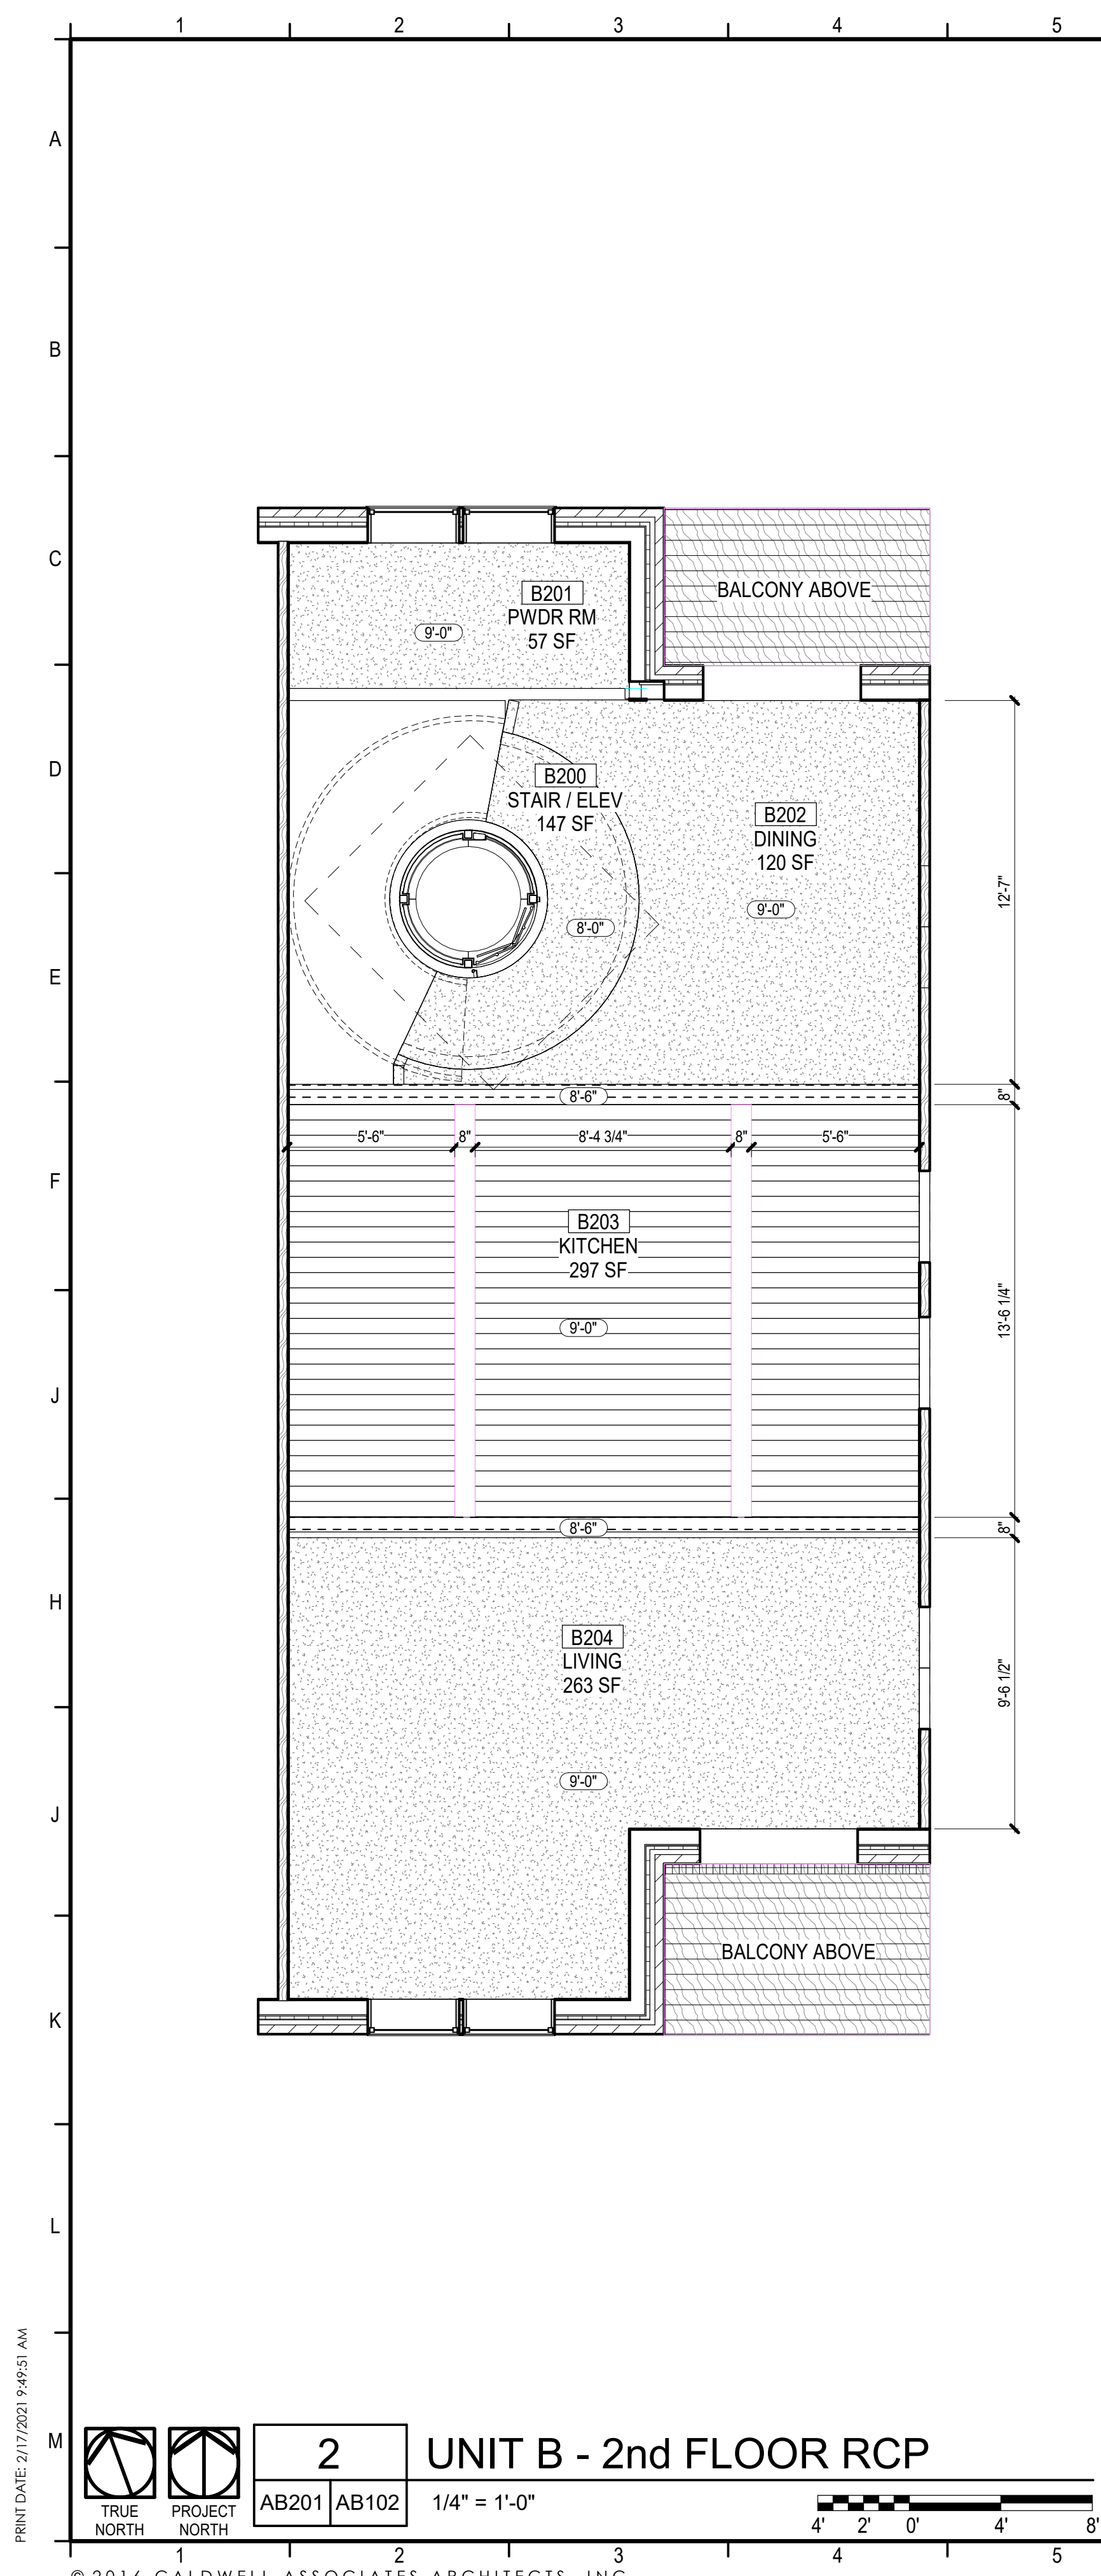 1 2 3 4 5
A
B
C
D
E
F
J
H
J
K
L
M
B201
PWDR RM
57 SF
9'-0"
BALCONY ABOVE
B200
STAIR / ELEV
147 SF
8'-0"
B202
DINING
120 SF
9'-0"
12'-7"
8'-6"
8"
5'-6" 8" 8'-4 3/4" 8" 5'-6"
B203
KITCHEN
297 SF
9'-0"
13'-6 1/4"
8'-6"
8"
B204
LIVING
263 SF
9'-0"
9'-6 1/2"
BALCONY ABOVE
PRINT DATE: 2/17/2021 9:49:51 AM
TRUE
NORTH
PROJECT
NORTH
2
AB201 AB102
UNIT B - 2nd FLOOR RCP
1/4" = 1'-0"
4' 2' 0' 4' 8'
1 2 3 4 5
© 2016 CALDWELL ASSOCIATES ARCHITECTS, INC.